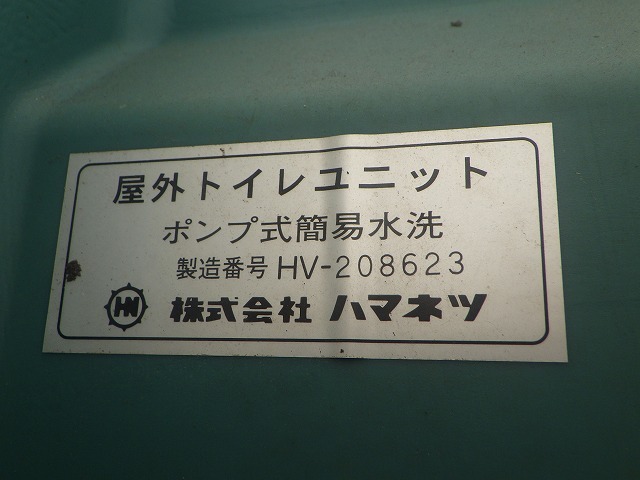 屋外トイレユニット
ポンプ式簡易水洗
製造番号 HV-208623
HN 株式会社 ハマネツ